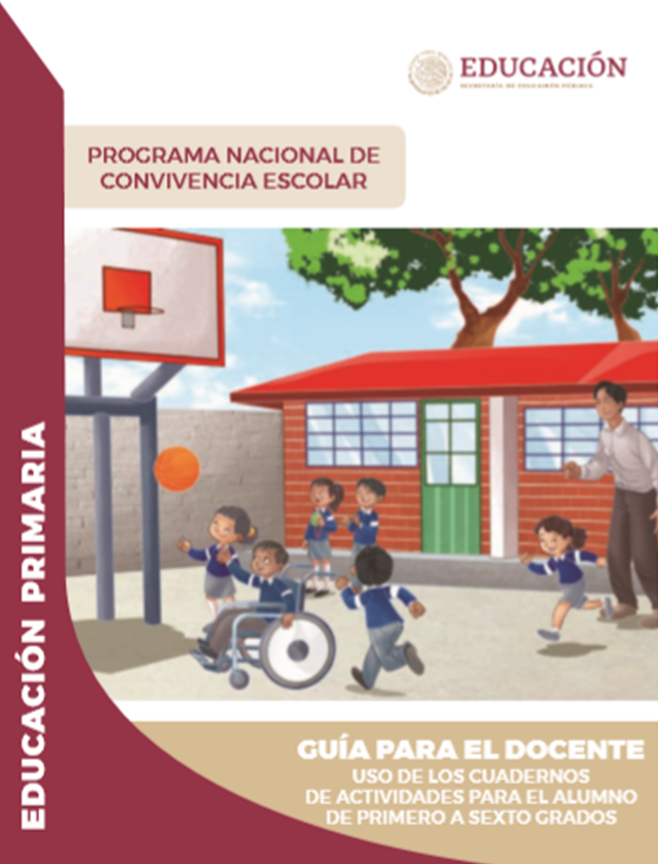 EDUCACIÓN
SECRETARÍA DE EDUCACIÓN PÚBLICA
PROGRAMA NACIONAL DE
CONVIVENCIA ESCOLAR
EDUCACIÓN PRIMARIA
GUÍA PARA EL DOCENTE
USO DE LOS CUADERNOS
DE ACTIVIDADES PARA EL ALUMNO
DE PRIMERO A SEXTO GRADOS